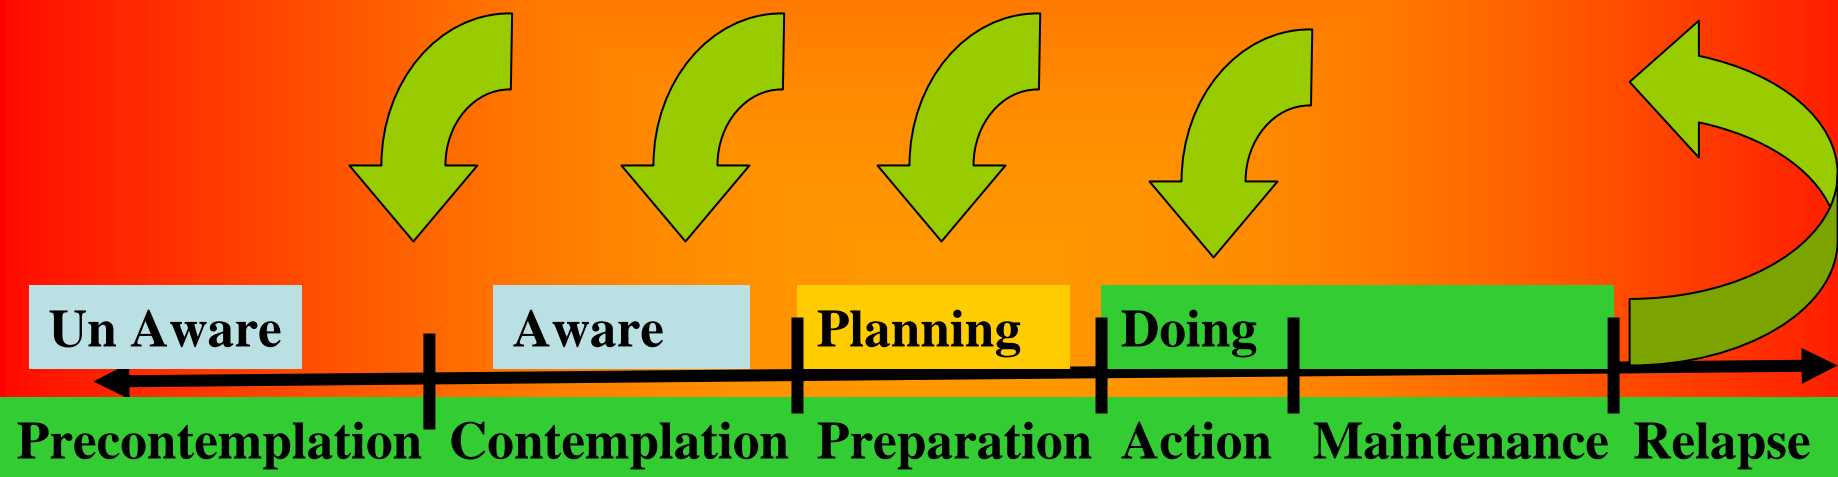 Un Aware Aware Planning Doing
Precontemplation Contemplation Preparation Action Maintenance Relapse